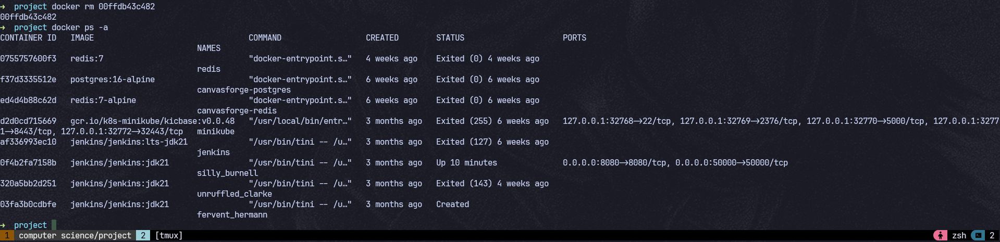 → project docker rm 00ffdb43c482
00ffdb43c482
→ project docker ps -a
CONTAINER ID IMAGE COMMAND CREATED STATUS PORTS
NAMES
0755757600f3 redis:7 "docker-entrypoint.s…" 4 weeks ago Exited (0) 4 weeks ago
redis
f37d3335512e postgres:16-alpine "docker-entrypoint.s…" 6 weeks ago Exited (0) 6 weeks ago
canvasforge-postgres
ed4d4b88c62d redis:7-alpine "docker-entrypoint.s…" 6 weeks ago Exited (0) 6 weeks ago
canvasforge-redis
d2d0cd715669 gcr.io/k8s-minikube/kicbase:v0.0.48 "/usr/local/bin/entr…" 3 months ago Exited (255) 6 weeks ago 127.0.0.1:32768->22/tcp, 127.0.0.1:32769->2376/tcp, 127.0.0.1:32770->5000/tcp, 127.0.0.1:3277
1->8443/tcp, 127.0.0.1:32772->32443/tcp minikube
af336993ec10 jenkins/jenkins:lts-jdk21 "/usr/bin/tini -- /u…" 3 months ago Exited (127) 6 weeks ago
jenkins
0f4b2fa7158b jenkins/jenkins:jdk21 "/usr/bin/tini -- /u…" 3 months ago Up 10 minutes 0.0.0.0:8080->8080/tcp, 0.0.0.0:50000->50000/tcp
silly_burnell
320a5bb2d251 jenkins/jenkins:jdk21 "/usr/bin/tini -- /u…" 3 months ago Exited (143) 4 weeks ago
unruffled_clarke
03fa3b0cdbfe jenkins/jenkins:jdk21 "/usr/bin/tini -- /u…" 3 months ago Created
fervent_hermann
→ project
1 computer science/project 2 [tmux] zsh 2